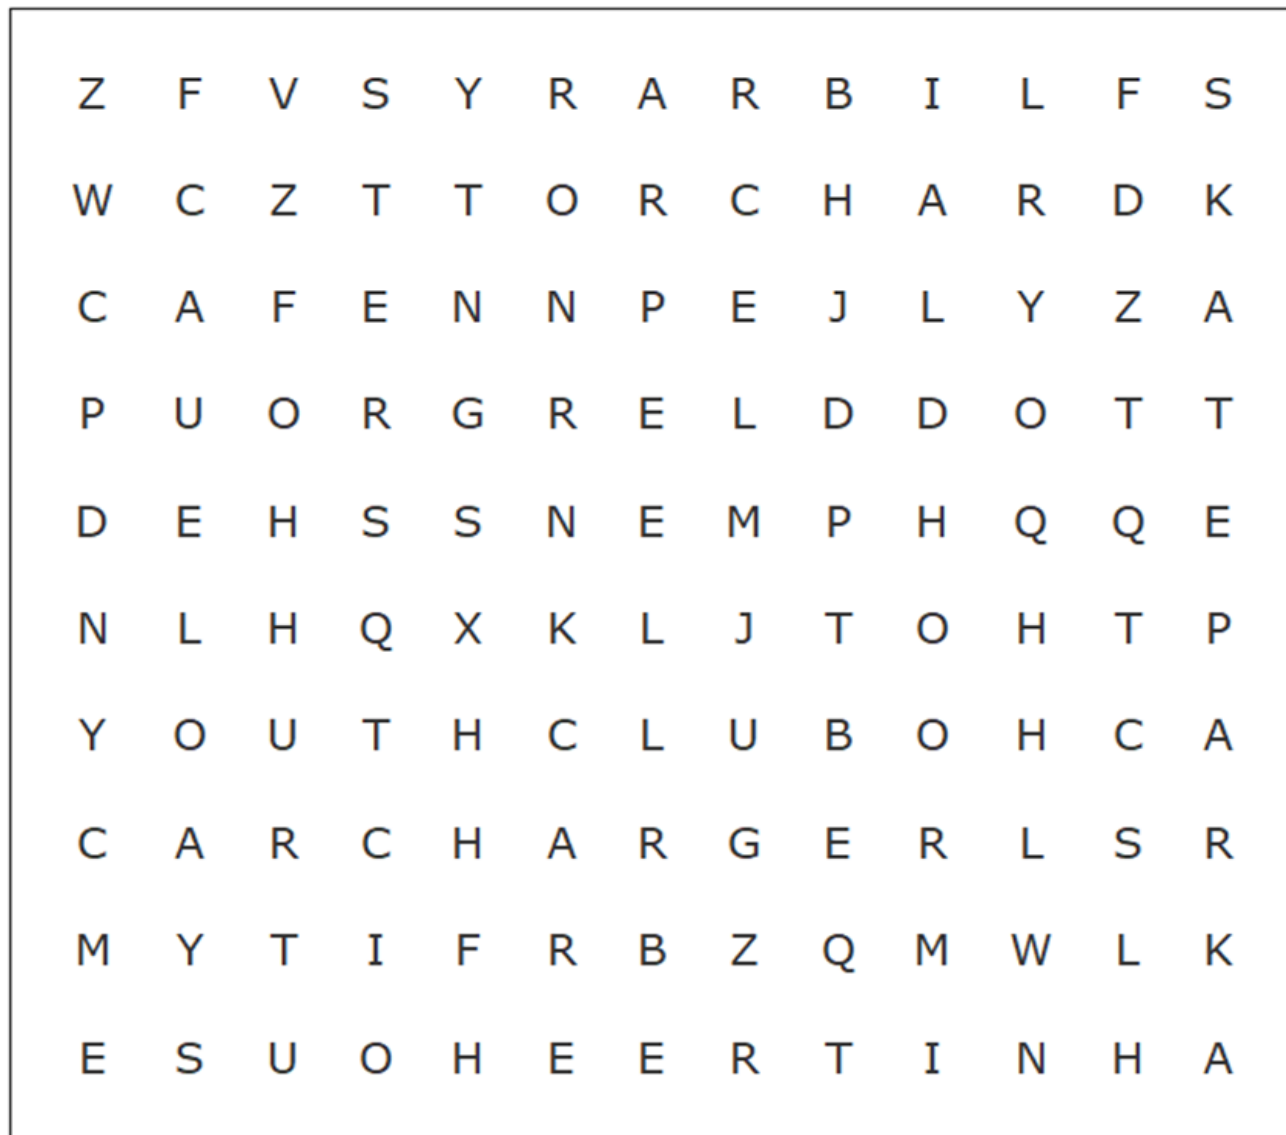 Z F V S Y R A R B I L F S
W C Z T T O R C H A R D K
C A F E N N P E J L Y Z A
P U O R G R E L D D O T T
D E H S S N E M P H Q Q E
N L H Q X K L J T O H T P
Y O U T H C L U B O H C A
C A R C H A R G E R L S R
M Y T I F R B Z Q M W L K
E S U O H E E R T I N H A